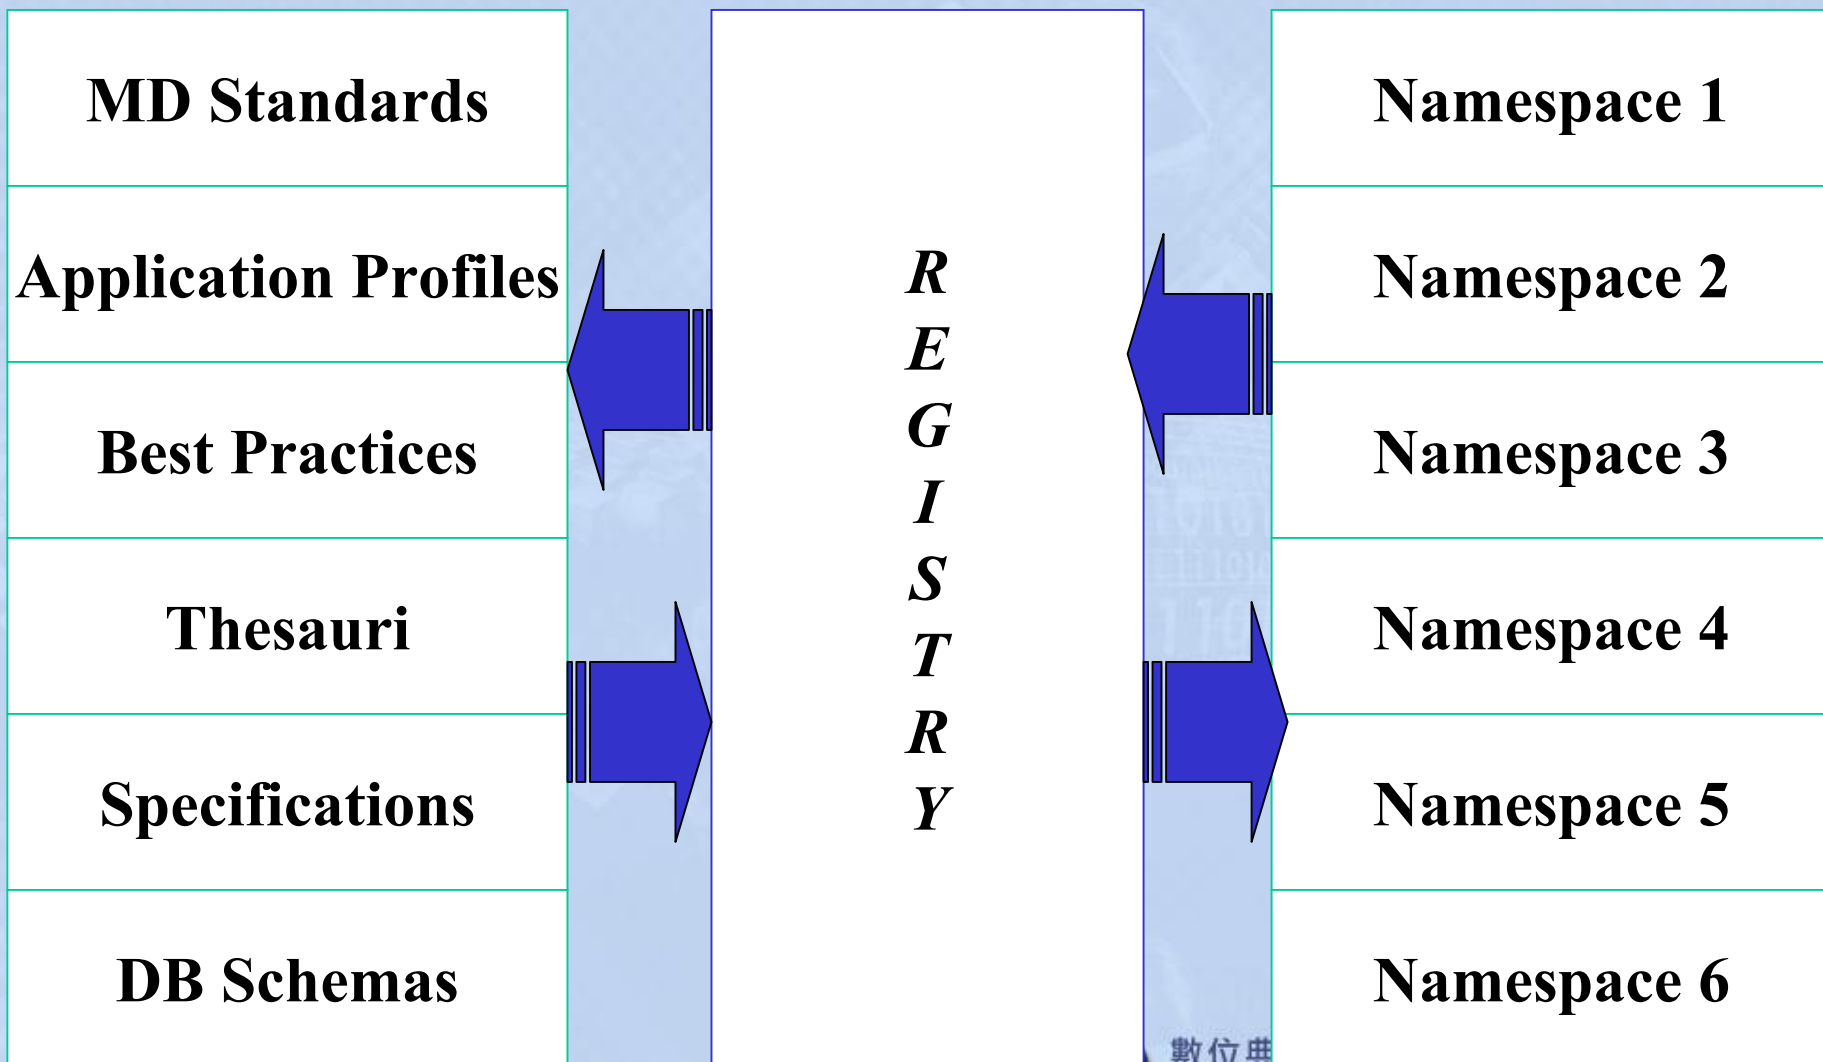 MD Standards
Application Profiles
Best Practices
Thesauri
Specifications
DB Schemas
R
E
G
I
S
T
R
Y
Namespace 1
Namespace 2
Namespace 3
Namespace 4
Namespace 5
Namespace 6
數位典